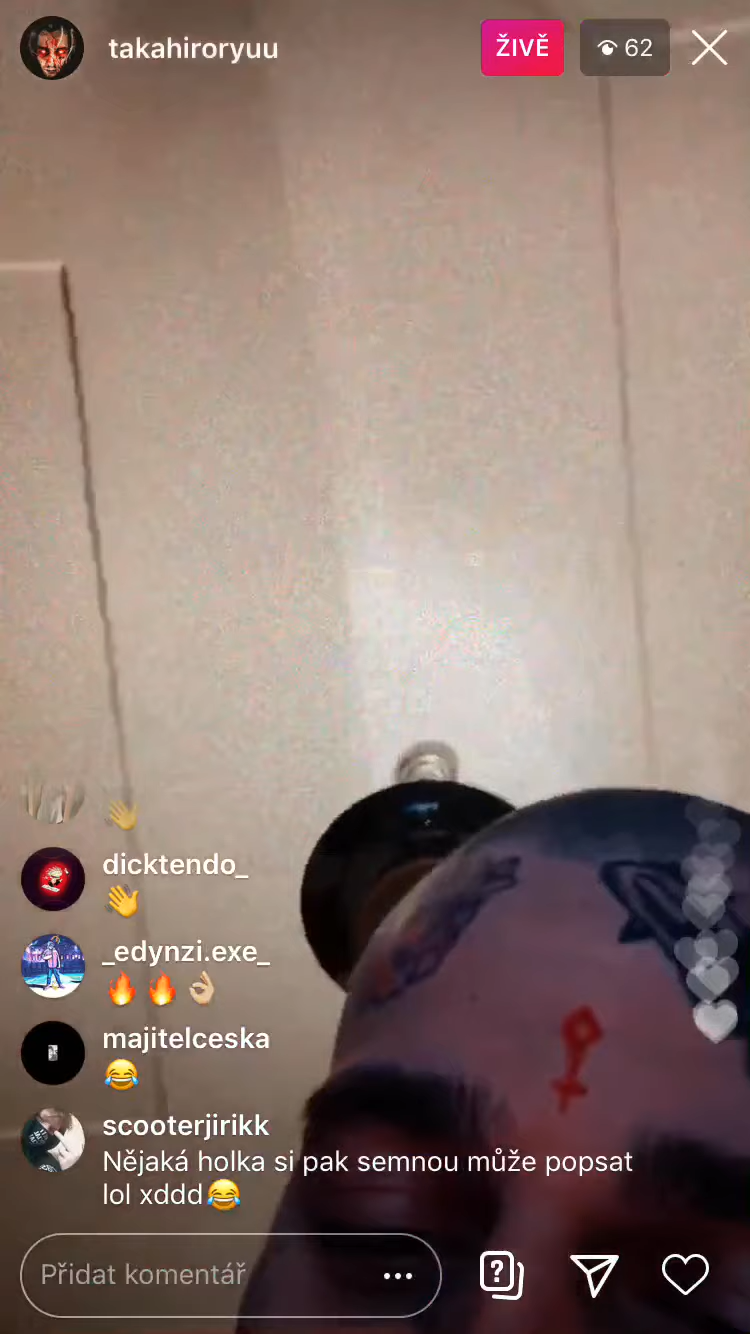 takahiroryuu
ŽIVĚ
62
👋
dicktendo_
👋
_edynzi.exe_
🔥🔥👌🏼
majitelceska
😂
scooterjirikk
Nějaká holka si pak semnou může popsat
lol xddd😂
Přidat komentář